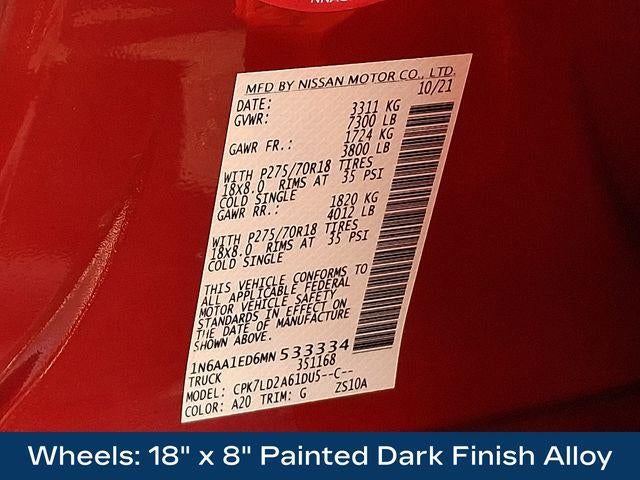 MFD BY NISSAN MOTOR CO., LTD.
DATE: 10/21
GVWR: 3311 KG
7300 LB
GAWR FR.: 1724 KG
3800 LB
WITH P275/70R18 TIRES
18X8.0 RIMS AT 35 PSI
COLD SINGLE
GAWR RR.: 1820 KG
4012 LB
WITH P275/70R18 TIRES
18X8.0 RIMS AT 35 PSI
COLD SINGLE
THIS VEHICLE CONFORMS TO
ALL APPLICABLE FEDERAL
MOTOR VEHICLE SAFETY
STANDARDS IN EFFECT ON
THE DATE OF MANUFACTURE
SHOWN ABOVE.
1N6AA1ED6MN533334
TRUCK 351168
MODEL: CPK7LD2A61DU5--C--
COLOR: A20 TRIM: G ZS10A
Wheels: 18" x 8" Painted Dark Finish Alloy